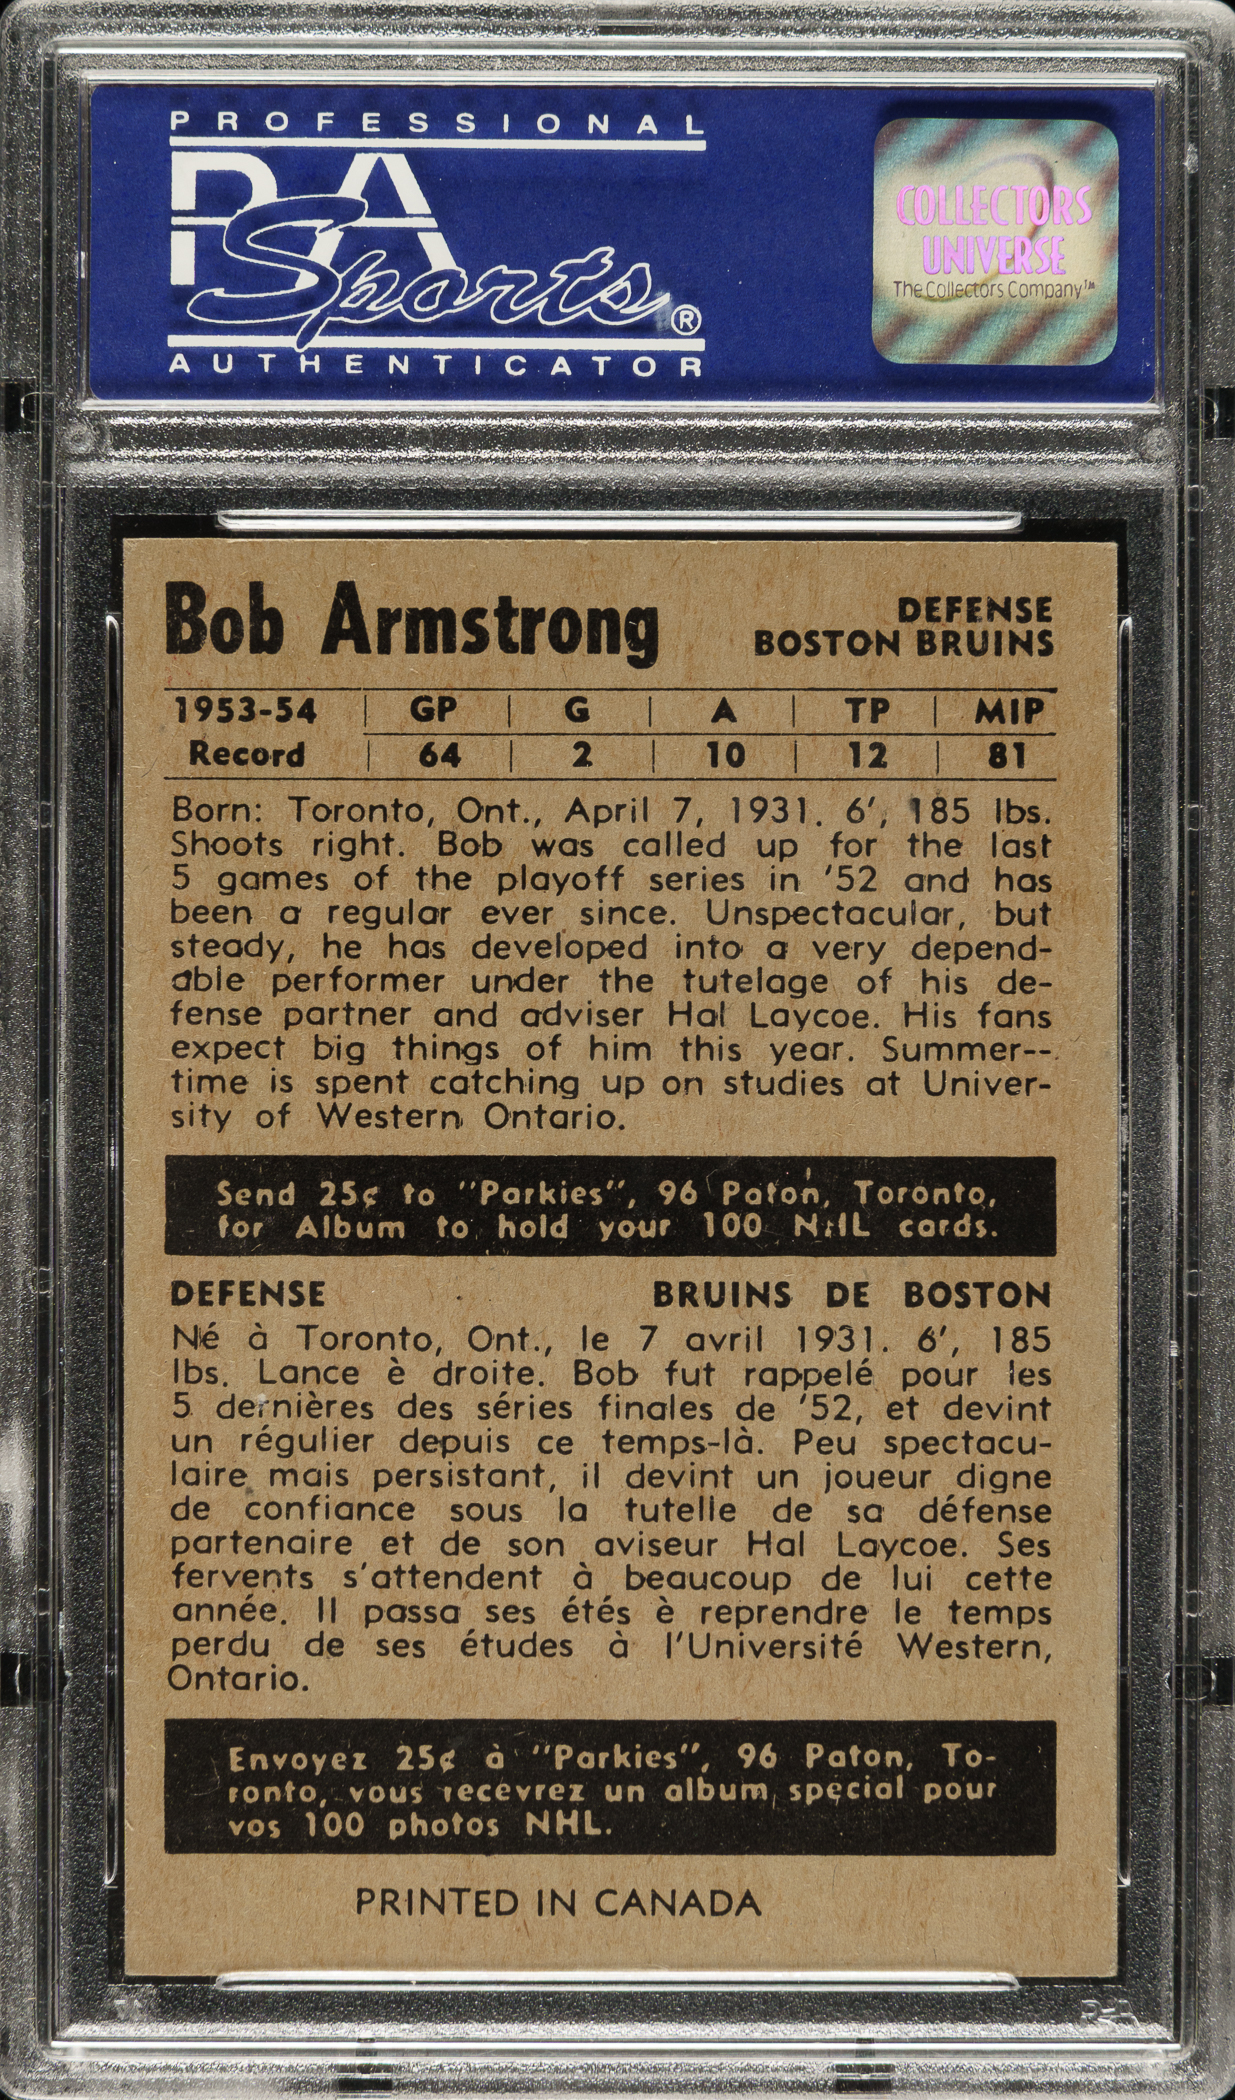 PROFESSIONAL
PSA
Sports®
AUTHENTICATOR
COLLECTORS
UNIVERSE
The Collectors Company™
Bob Armstrong
DEFENSE
BOSTON BRUINS
1953-54 | GP | G | A | TP | MIP
Record | 64 | 2 | 10 | 12 | 81
Born: Toronto, Ont., April 7, 1931. 6', 185 lbs.
Shoots right. Bob was called up for the last
5 games of the playoff series in '52 and has
been a regular ever since. Unspectacular, but
steady, he has developed into a very depend-
able performer under the tutelage of his de-
fense partner and adviser Hal Laycoe. His fans
expect big things of him this year. Summer--
time is spent catching up on studies at Univer-
sity of Western Ontario.
Send 25¢ to "Parkies", 96 Paton, Toronto,
for Album to hold your 100 NHL cards.
DEFENSE BRUINS DE BOSTON
Né à Toronto, Ont., le 7 avril 1931. 6', 185
lbs. Lance è droite. Bob fut rappelé pour les
5 dernières des séries finales de '52, et devint
un régulier depuis ce temps-là. Peu spectacu-
laire mais persistant, il devint un joueur digne
de confiance sous la tutelle de sa défense
partenaire et de son aviseur Hal Laycoe. Ses
fervents s'attendent à beaucoup de lui cette
année. Il passa ses étés è reprendre le temps
perdu de ses études à l'Université Western,
Ontario.
Envoyez 25¢ à "Parkies", 96 Paton, To-
ronto, vous recevrez un album spécial pour
vos 100 photos NHL.
PRINTED IN CANADA
PSA